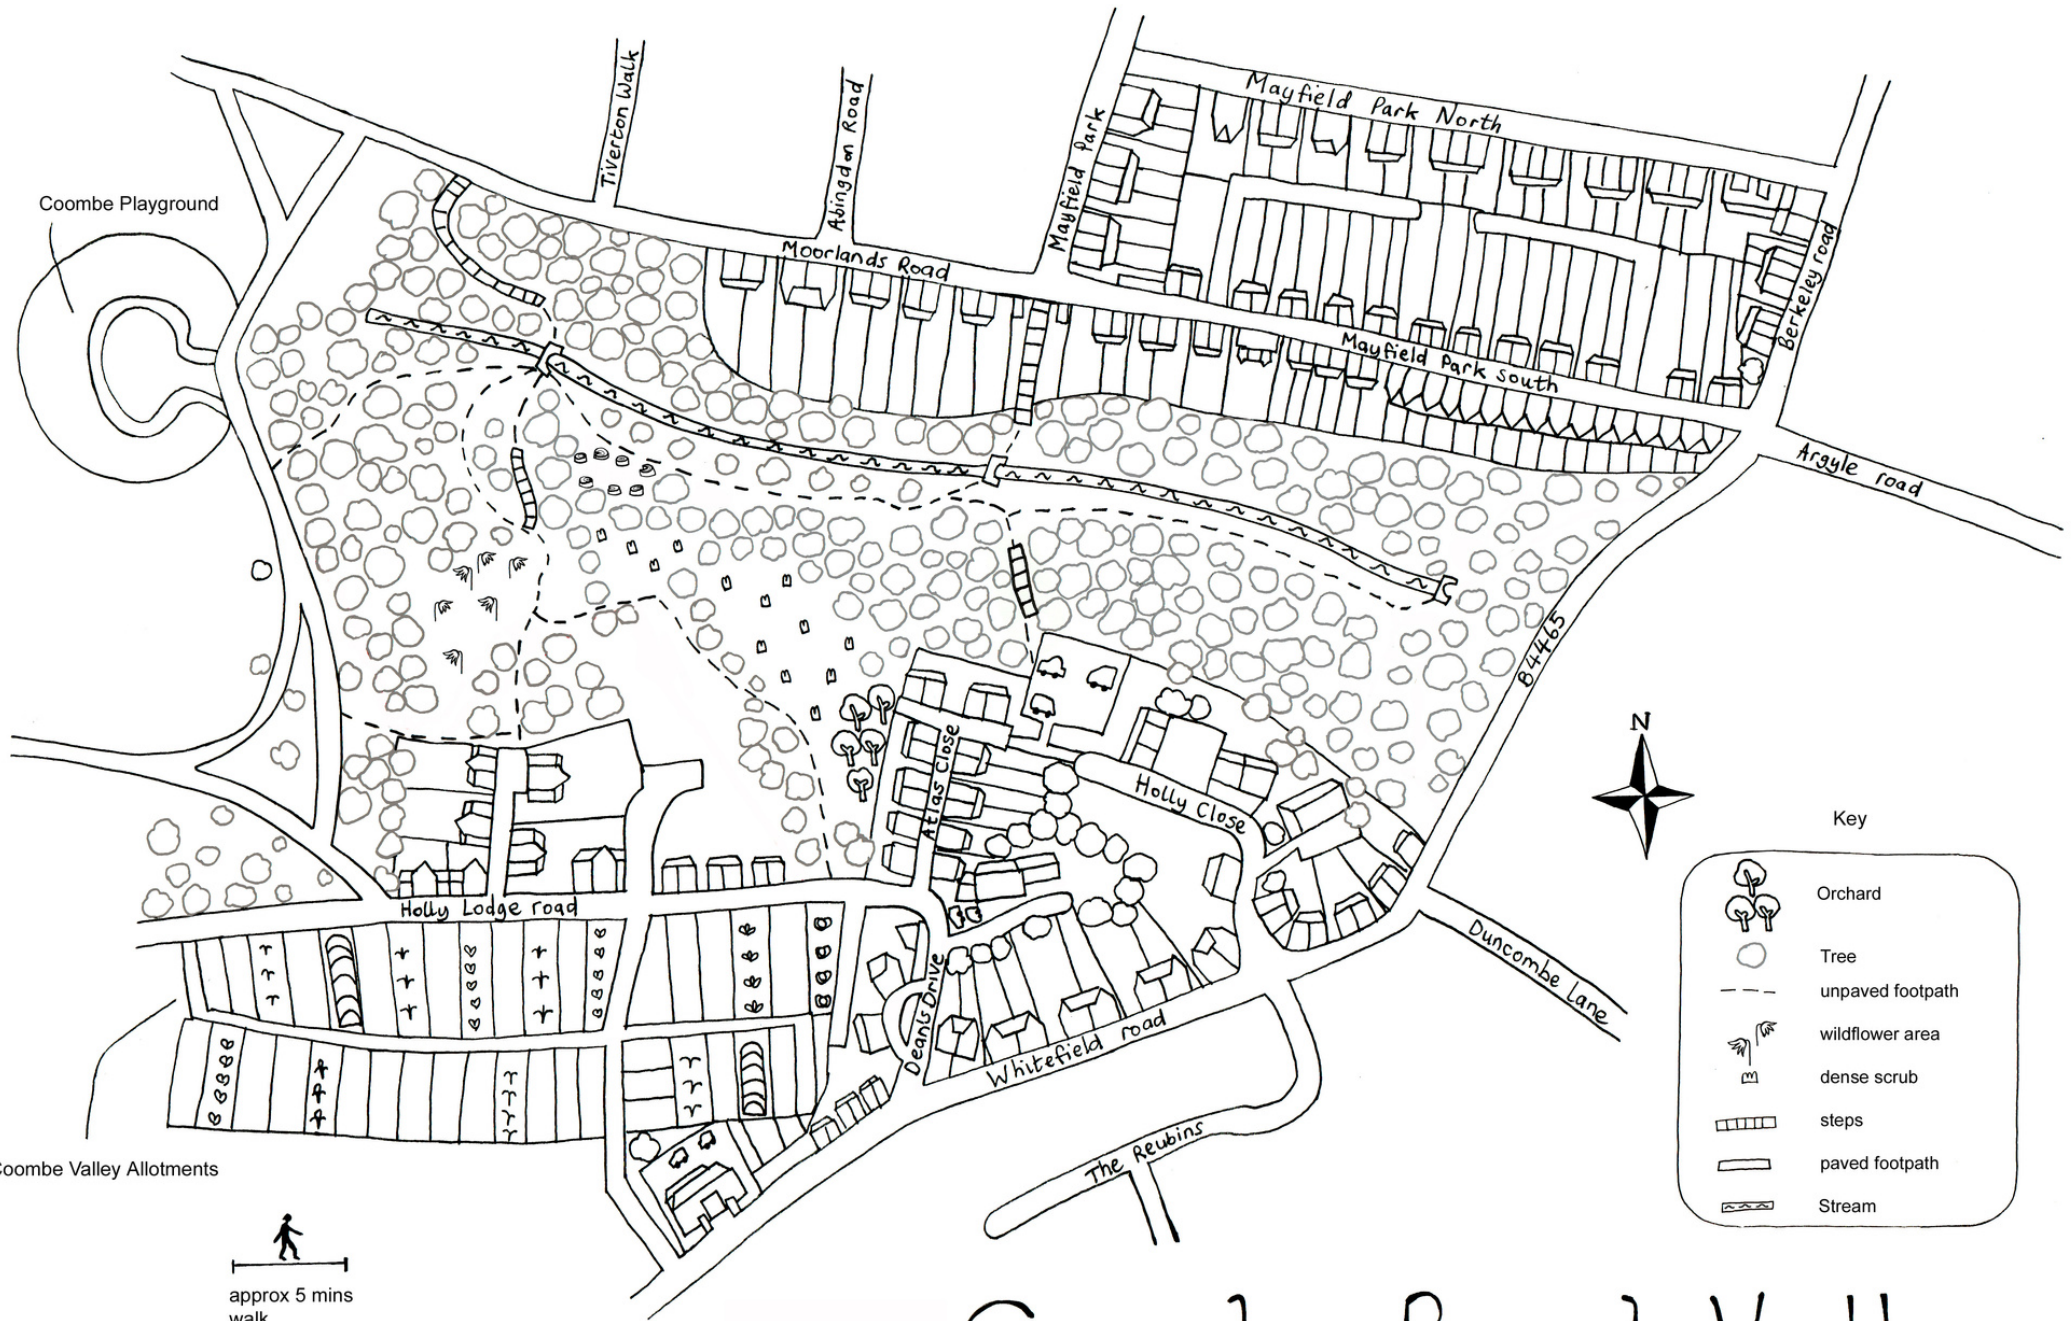 Mayfield Park North
Tiverton Walk
Abingdon Road
Mayfield Park
Coombe Playground
Moorlands Road
Berkeley road
Mayfield Park South
Argyle road
B4465
N
Atlas Close
Holly Close
Key
Orchard
Tree
unpaved footpath
wildflower area
dense scrub
steps
paved footpath
Stream
Holly Lodge road
Duncombe Lane
Deans Drive
Whitefield road
The Reubins
Coombe Valley Allotments
approx 5 mins
walk